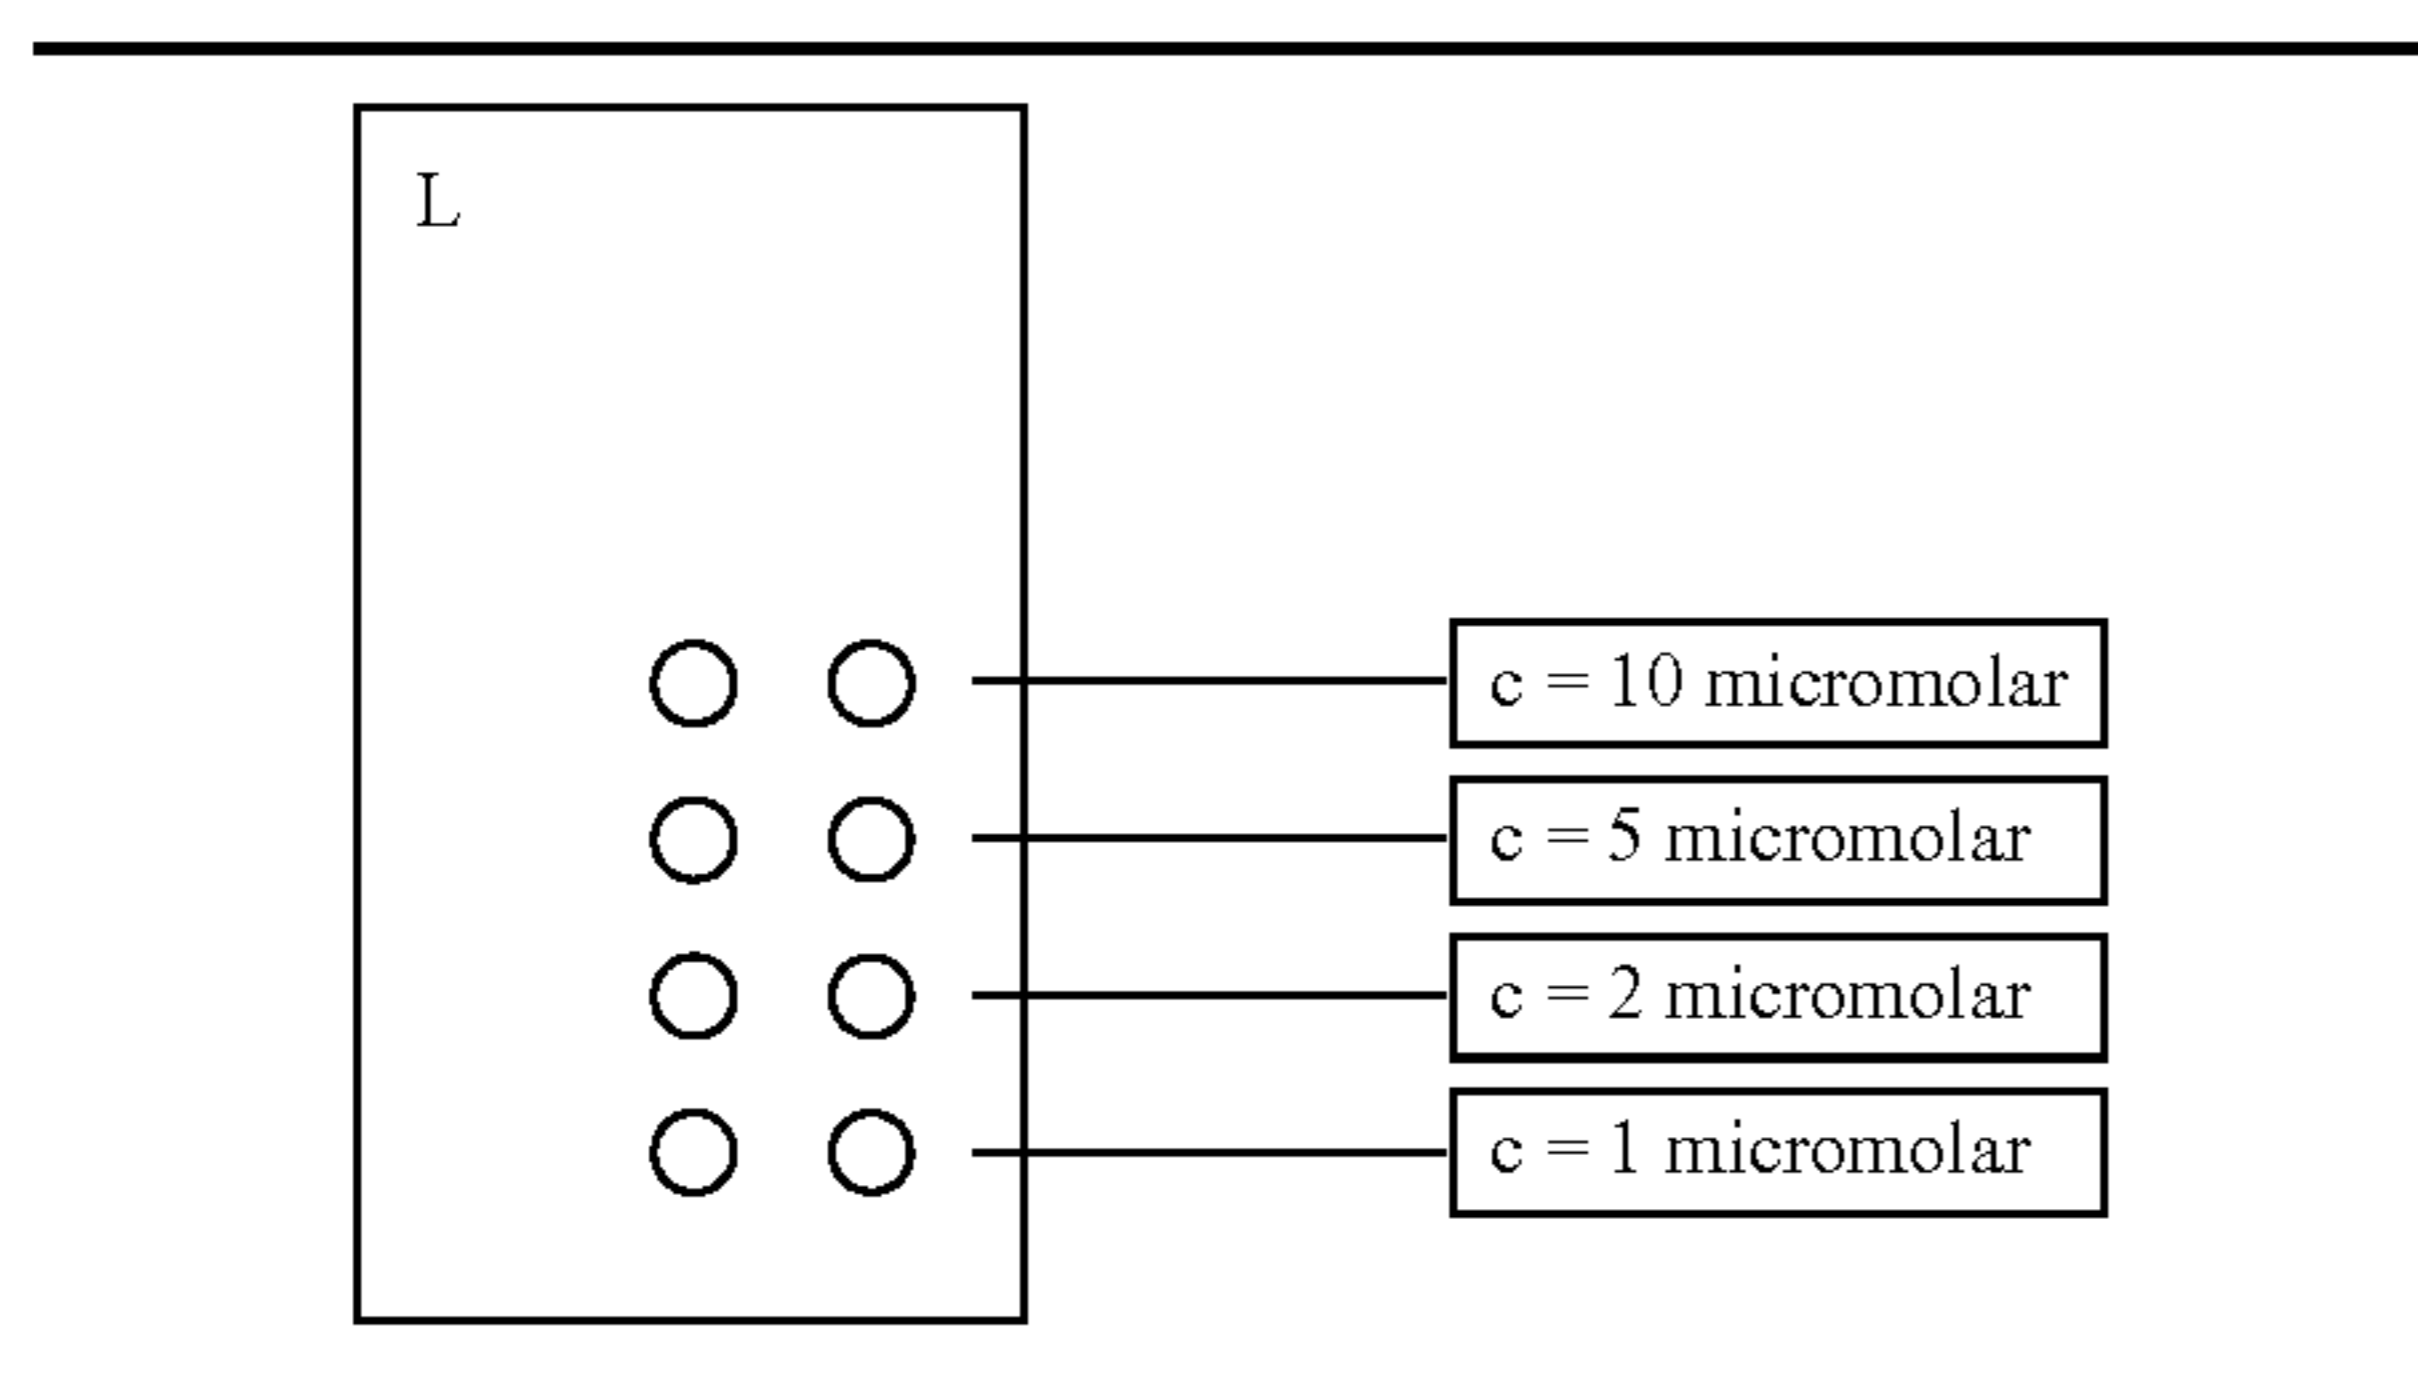 L
c = 10 micromolar
c = 5 micromolar
c = 2 micromolar
c = 1 micromolar